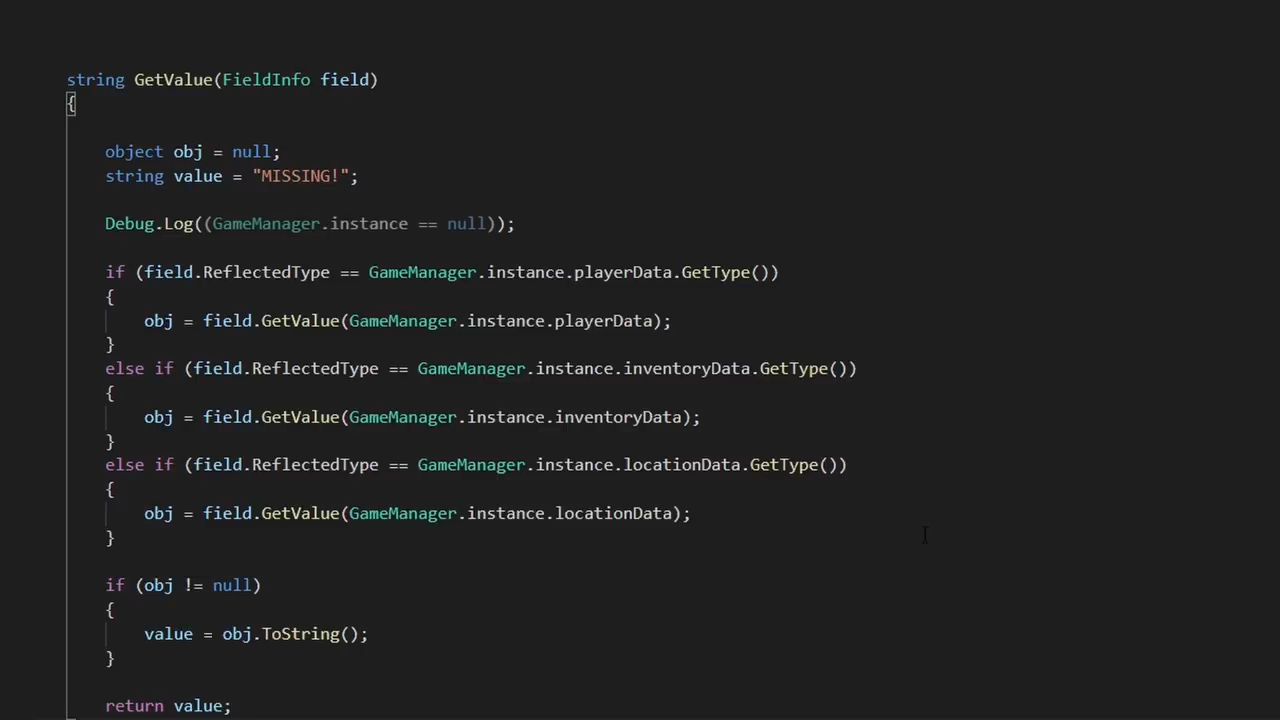 string GetValue(FieldInfo field)
{
object obj = null;
string value = "MISSING!";
Debug.Log((GameManager.instance == null));
if (field.ReflectedType == GameManager.instance.playerData.GetType())
{
obj = field.GetValue(GameManager.instance.playerData);
}
else if (field.ReflectedType == GameManager.instance.inventoryData.GetType())
{
obj = field.GetValue(GameManager.instance.inventoryData);
}
else if (field.ReflectedType == GameManager.instance.locationData.GetType())
{
obj = field.GetValue(GameManager.instance.locationData);
}
if (obj != null)
{
value = obj.ToString();
}
return value;